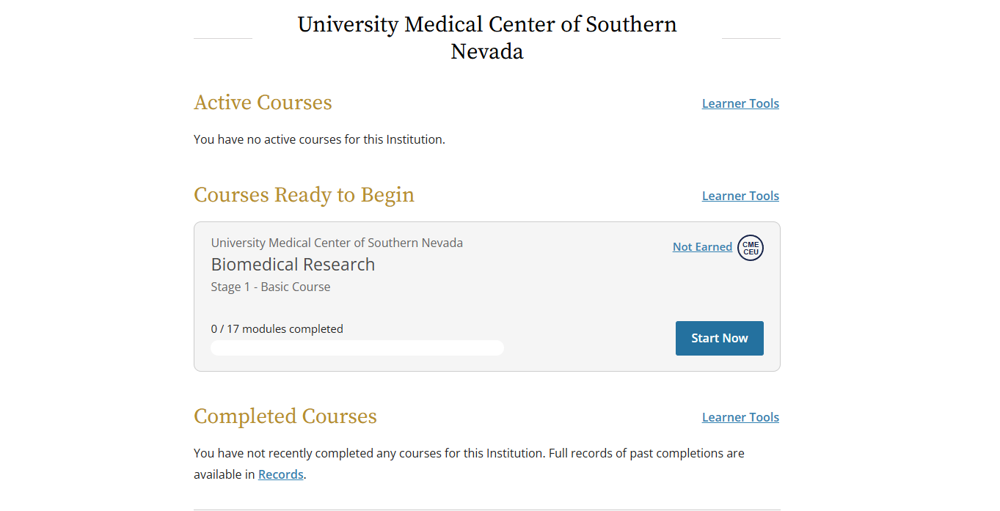 University Medical Center of Southern
Nevada
Active Courses
Learner Tools
You have no active courses for this Institution.
Courses Ready to Begin
Learner Tools
University Medical Center of Southern Nevada
Not Earned
CME
CEU
Biomedical Research
Stage 1 - Basic Course
0 / 17 modules completed
Start Now
Completed Courses
Learner Tools
You have not recently completed any courses for this Institution. Full records of past completions are
available in Records.